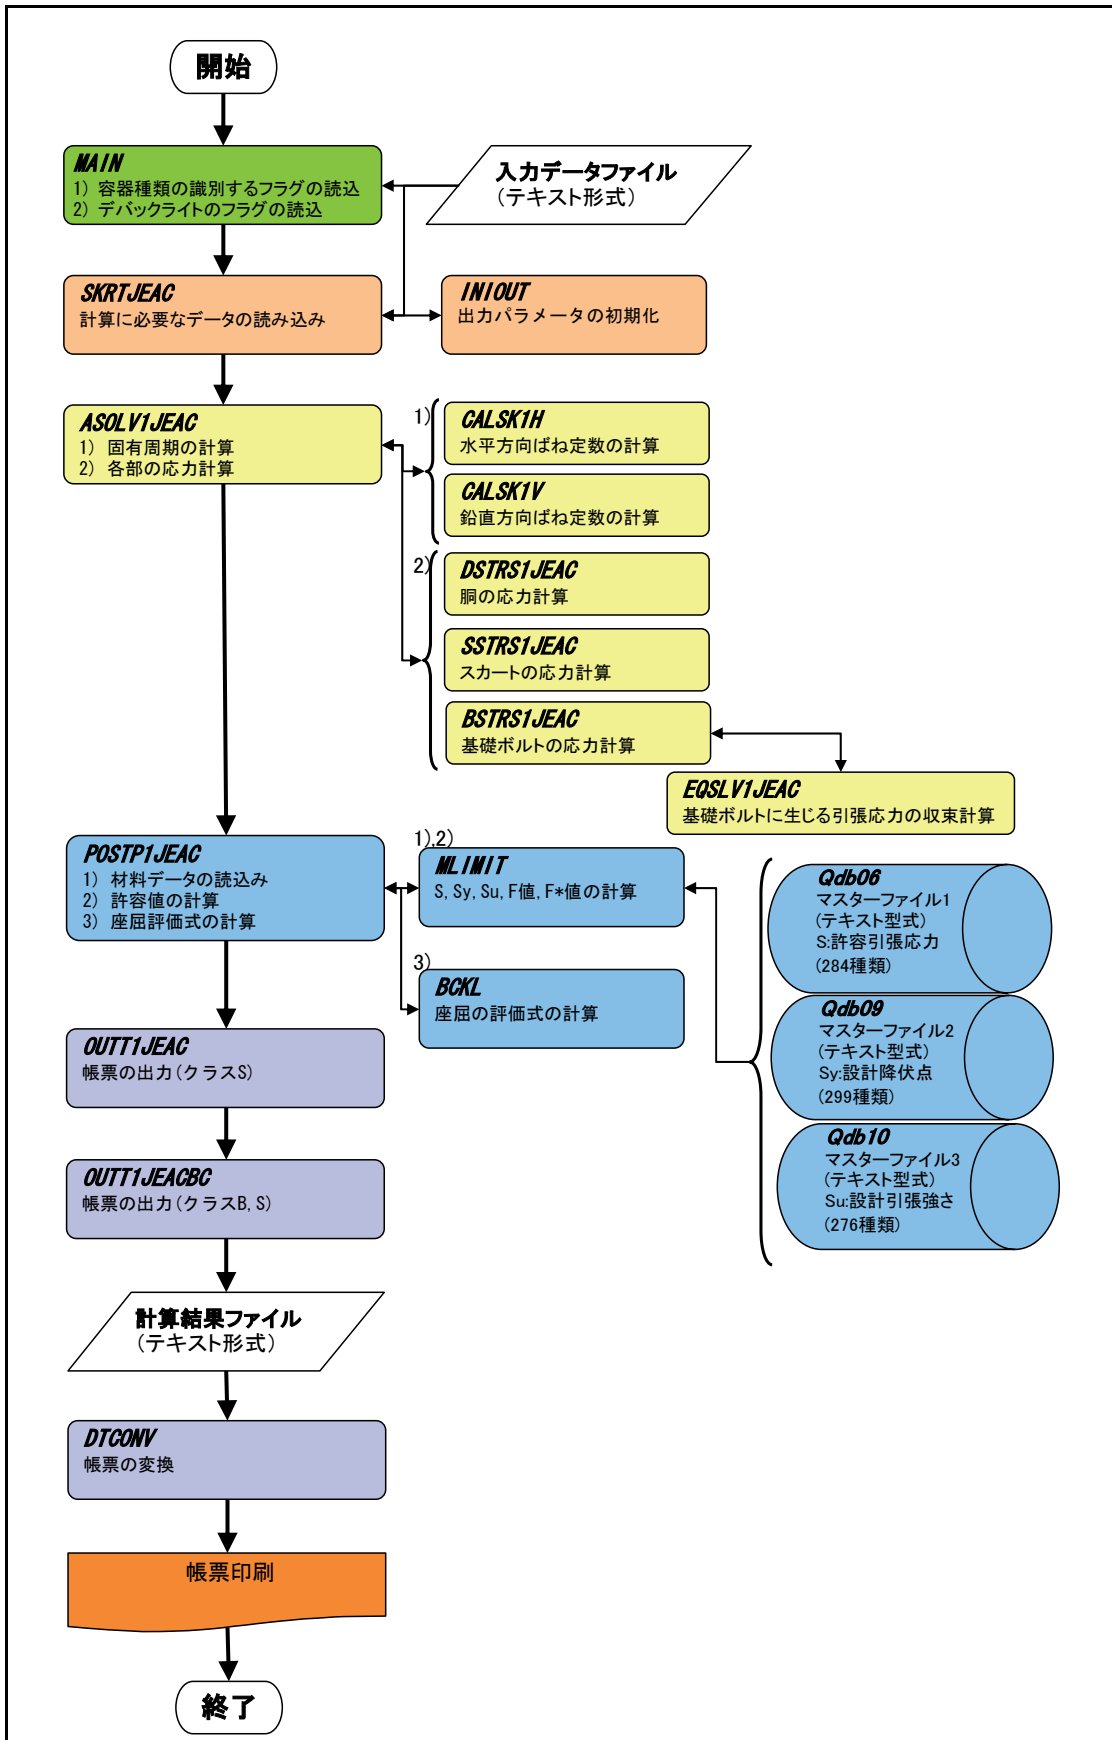 開始
MAIN
1) 容器種類の識別するフラグの読込
2) デバックライトのフラグの読込
入力データファイル
(テキスト形式)
SKRTJEAC
計算に必要なデータの読み込み
INIOUT
出力パラメータの初期化
ASOLV1JEAC
1) 固有周期の計算
2) 各部の応力計算
1)
CALSK1H
水平方向ばね定数の計算
CALSK1V
鉛直方向ばね定数の計算
2)
DSTRS1JEAC
胴の応力計算
SSTRS1JEAC
スカートの応力計算
BSTRS1JEAC
基礎ボルトの応力計算
EQSLV1JEAC
基礎ボルトに生じる引張応力の収束計算
POSTP1JEAC
1) 材料データの読込み
2) 許容値の計算
3) 座屈評価式の計算
1),2)
MLIMIT
S, Sy, Su, F値, F*値の計算
3)
BCKL
座屈の評価式の計算
Qdb06
マスターファイル1
(テキスト型式)
S:許容引張応力
(284種類)
Qdb09
マスターファイル2
(テキスト型式)
Sy:設計降伏点
(299種類)
Qdb10
マスターファイル3
(テキスト型式)
Su:設計引張強さ
(276種類)
OUTT1JEAC
帳票の出力(クラスS)
OUTT1JEACBC
帳票の出力(クラスB, S)
計算結果ファイル
(テキスト形式)
DTCONV
帳票の変換
帳票印刷
終了